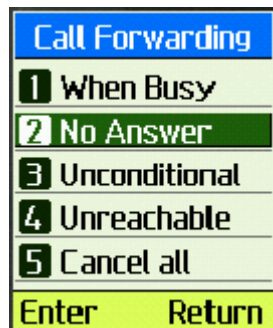 Call Forwarding
1 When Busy
2 No Answer
3 Unconditional
4 Unreachable
5 Cancel all
Enter Return